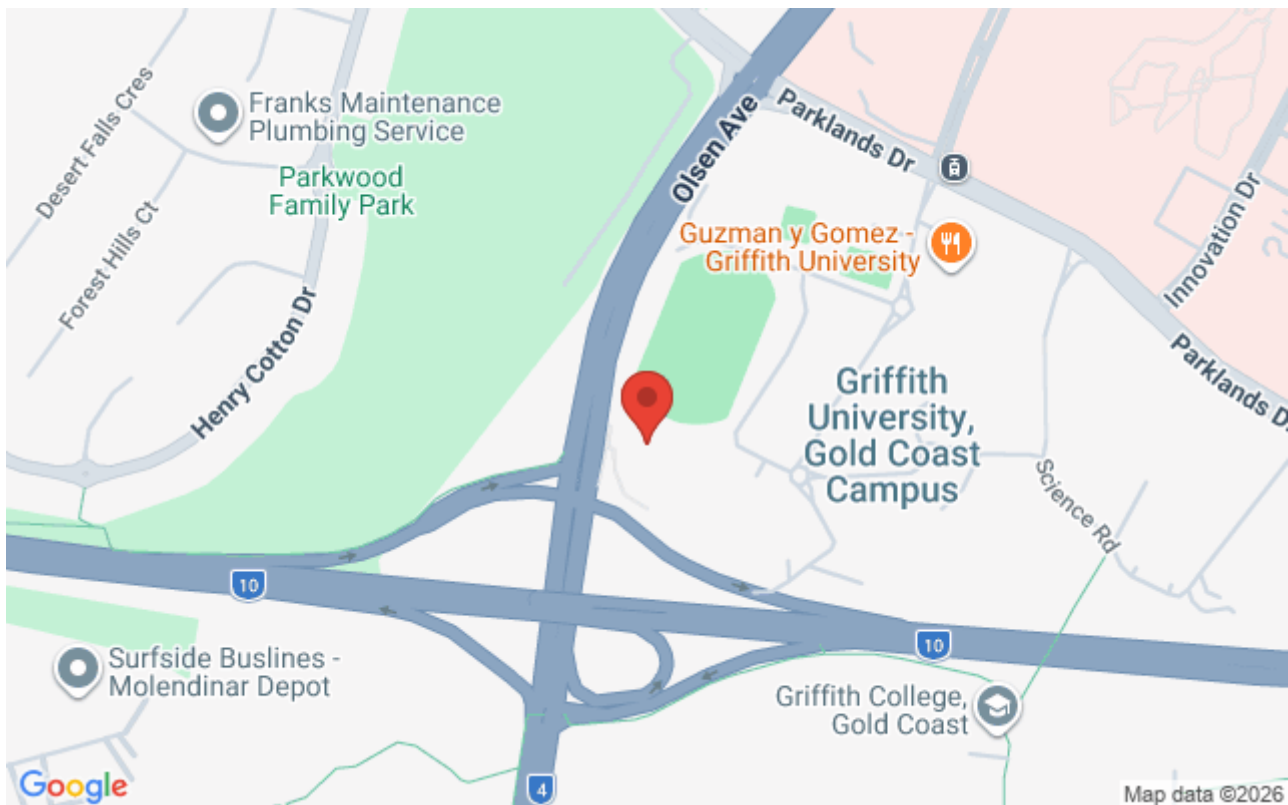 Desert Falls Cres
Franks Maintenance
Plumbing Service
Parkwood
Family Park
Forest Hills Ct
Henry Cotton Dr
Olsen Ave
Parklands Dr
Guzman y Gomez -
Griffith University
Innovation Dr
Parklands D
Griffith
University,
Gold Coast
Campus
Science Rd
10
10
Surfside Buslines -
Molendinar Depot
Griffith College,
Gold Coast
4
Google
Map data ©2026